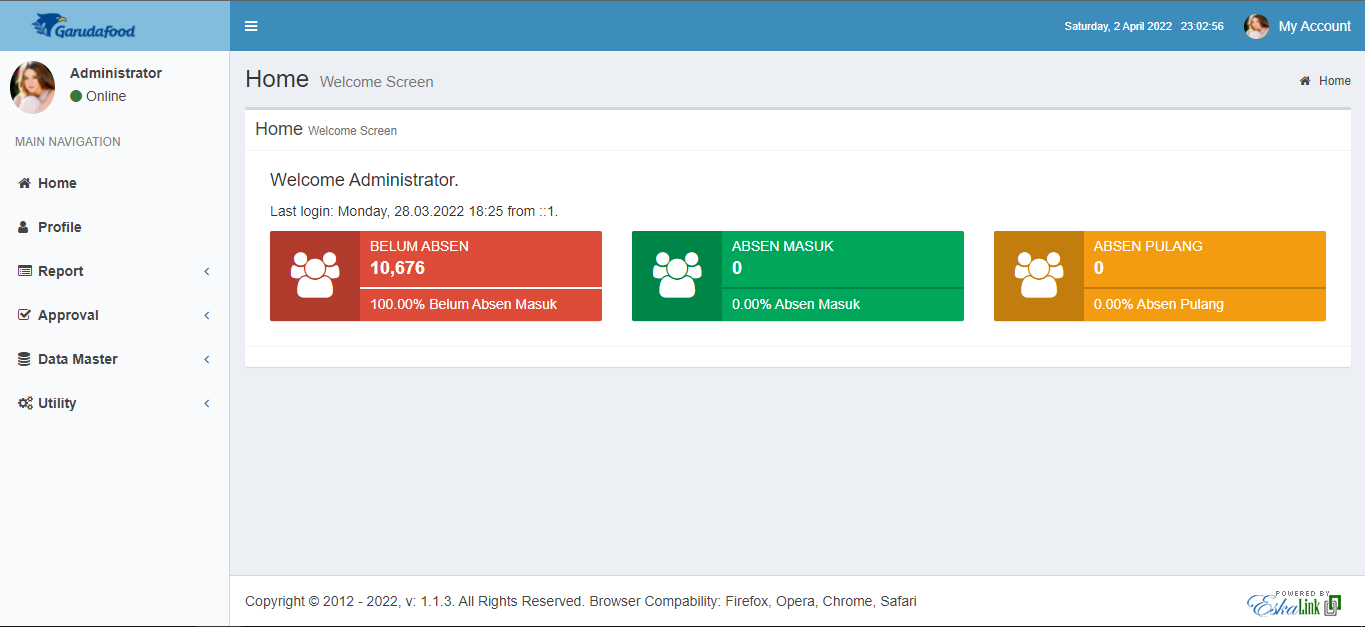 Garudafood
Saturday, 2 April 2022 23:02:56
My Account
Administrator
Online
MAIN NAVIGATION
Home
Profile
Report
Approval
Data Master
Utility
Home Welcome Screen
Home
Home Welcome Screen
Welcome Administrator.
Last login: Monday, 28.03.2022 18:25 from ::1.
BELUM ABSEN
10,676
100.00% Belum Absen Masuk
ABSEN MASUK
0
0.00% Absen Masuk
ABSEN PULANG
0
0.00% Absen Pulang
Copyright © 2012 - 2022, v: 1.1.3. All Rights Reserved. Browser Compability: Firefox, Opera, Chrome, Safari
POWERED BY
EskaLink